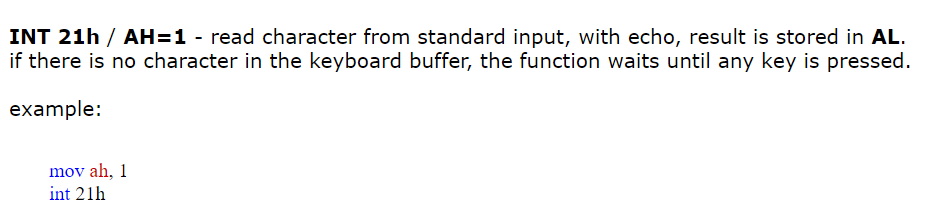 INT 21h / AH=1 - read character from standard input, with echo, result is stored in AL.
if there is no character in the keyboard buffer, the function waits until any key is pressed.
example:
mov ah, 1
int 21h